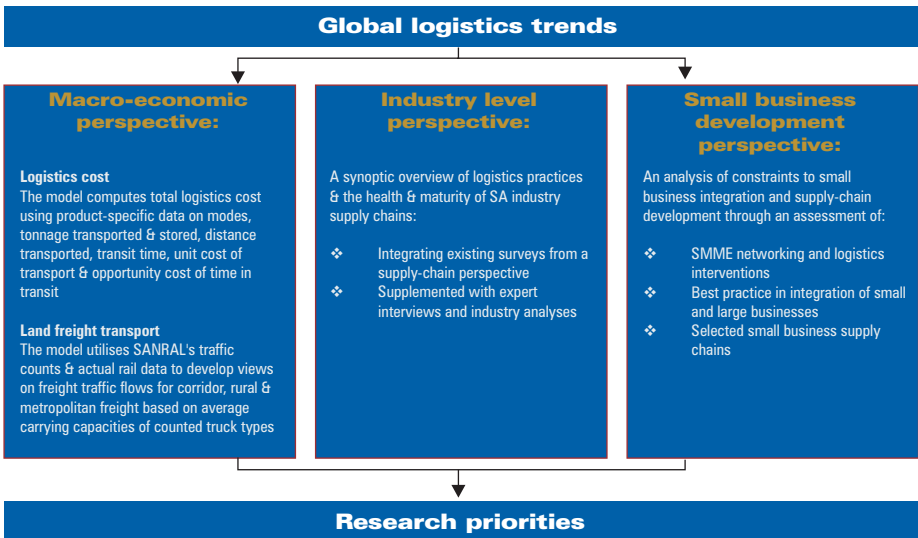 Global logistics trends
Macro-economic
perspective:
Logistics cost
The model computes total logistics cost
using product-specific data on modes,
tonnage transported & stored, distance
transported, transit time, unit cost of
transport & opportunity cost of time in
transit
Land freight transport
The model utilises SANRAL's traffic
counts & actual rail data to develop views
on freight traffic flows for corridor, rural &
metropolitan freight based on average
carrying capacities of counted truck types
Industry level
perspective:
A synoptic overview of logistics practices
& the health & maturity of SA industry
supply chains:
❖ Integrating existing surveys from a
supply-chain perspective
❖ Supplemented with expert
interviews and industry analyses
Small business
development
perspective:
An analysis of constraints to small
business integration and supply-chain
development through an assessment of:
❖ SMME networking and logistics
interventions
❖ Best practice in integration of small
and large businesses
❖ Selected small business supply
chains
Research priorities